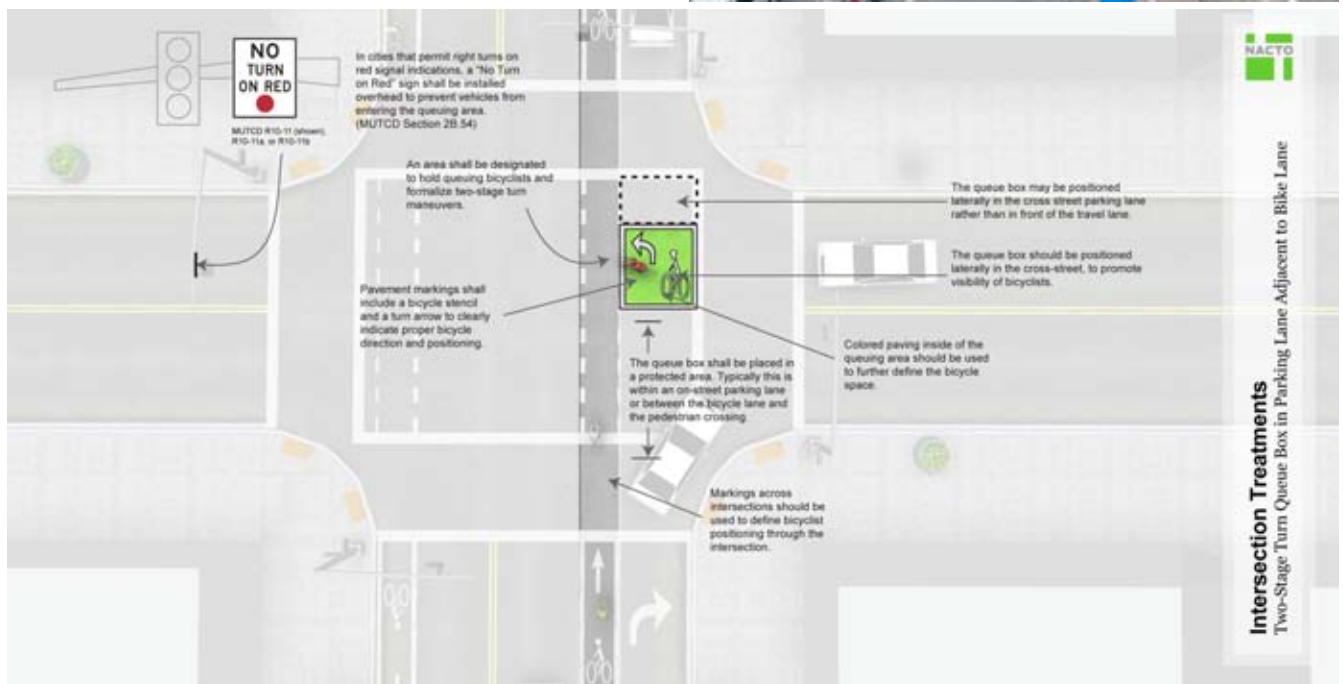 NO
TURN
ON RED
MUTCD R10-11 (shown),
R10-11a, or R10-11b
In cities that permit right turns on
red signal indications, a “No Turn
on Red” sign shall be installed
overhead to prevent vehicles from
entering the queuing area.
(MUTCD Section 2B.54)
An area shall be designated
to hold queuing bicyclists and
formalize two-stage turn
maneuvers.
Pavement markings shall
include a bicycle stencil
and a turn arrow to clearly
indicate proper bicycle
direction and positioning.
The queue box shall be placed in
a protected area. Typically this is
within an on-street parking lane
or between the bicycle lane and
the pedestrian crossing.
Markings across
intersections should be
used to define bicyclist
positioning through the
intersection.
The queue box may be positioned
laterally in the cross street parking lane
rather than in front of the travel lane.
The queue box should be positioned
laterally in the cross-street, to promote
visibility of bicyclists.
Colored paving inside of the
queuing area should be used
to further define the bicycle
space.
NACTO
Intersection Treatments
Two-Stage Turn Queue Box in Parking Lane Adjacent to Bike Lane